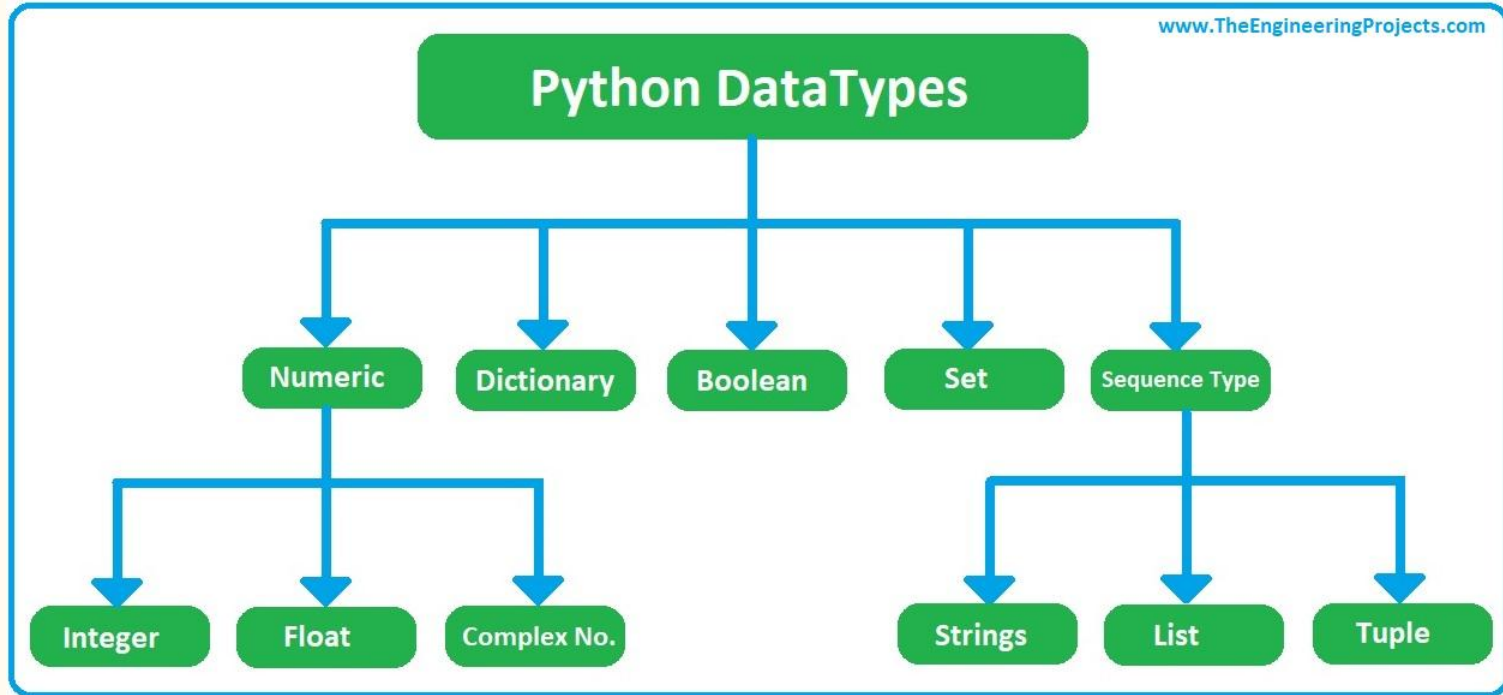 www.TheEngineeringProjects.com
Python DataTypes
Numeric
Dictionary
Boolean
Set
Sequence Type
Integer
Float
Complex No.
Strings
List
Tuple